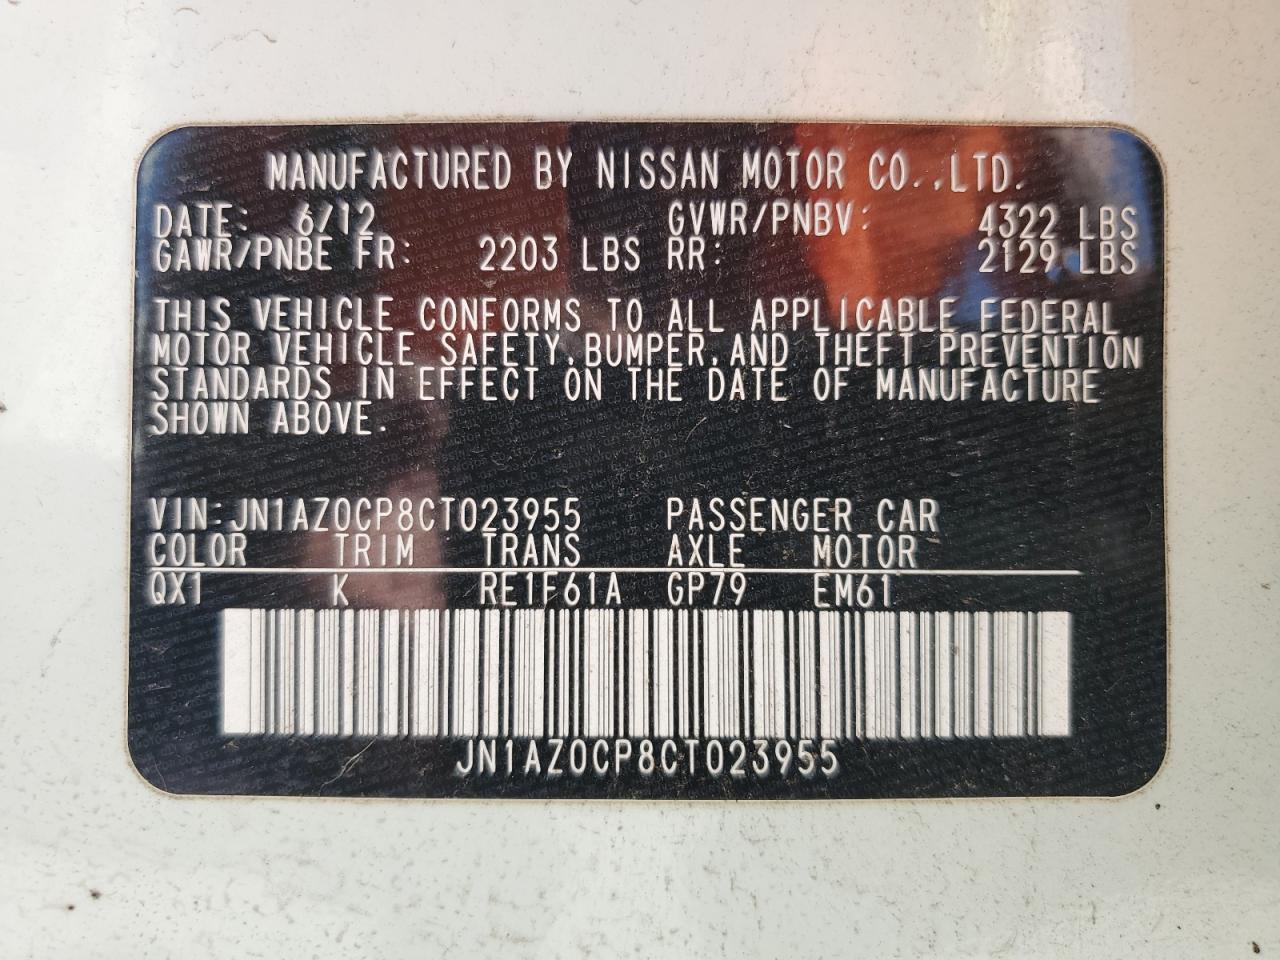 MANUFACTURED BY NISSAN MOTOR CO.,LTD.
DATE: 6/12 GVWR/PNBV: 4322 LBS
GAWR/PNBE FR: 2203 LBS RR: 2129 LBS
THIS VEHICLE CONFORMS TO ALL APPLICABLE FEDERAL
MOTOR VEHICLE SAFETY,BUMPER,AND THEFT PREVENTION
STANDARDS IN EFFECT ON THE DATE OF MANUFACTURE
SHOWN ABOVE.
VIN:JN1AZ0CP8CT023955 PASSENGER CAR
COLOR TRIM TRANS AXLE MOTOR
QX1 K RE1F61A GP79 EM61
JN1AZ0CP8CT023955